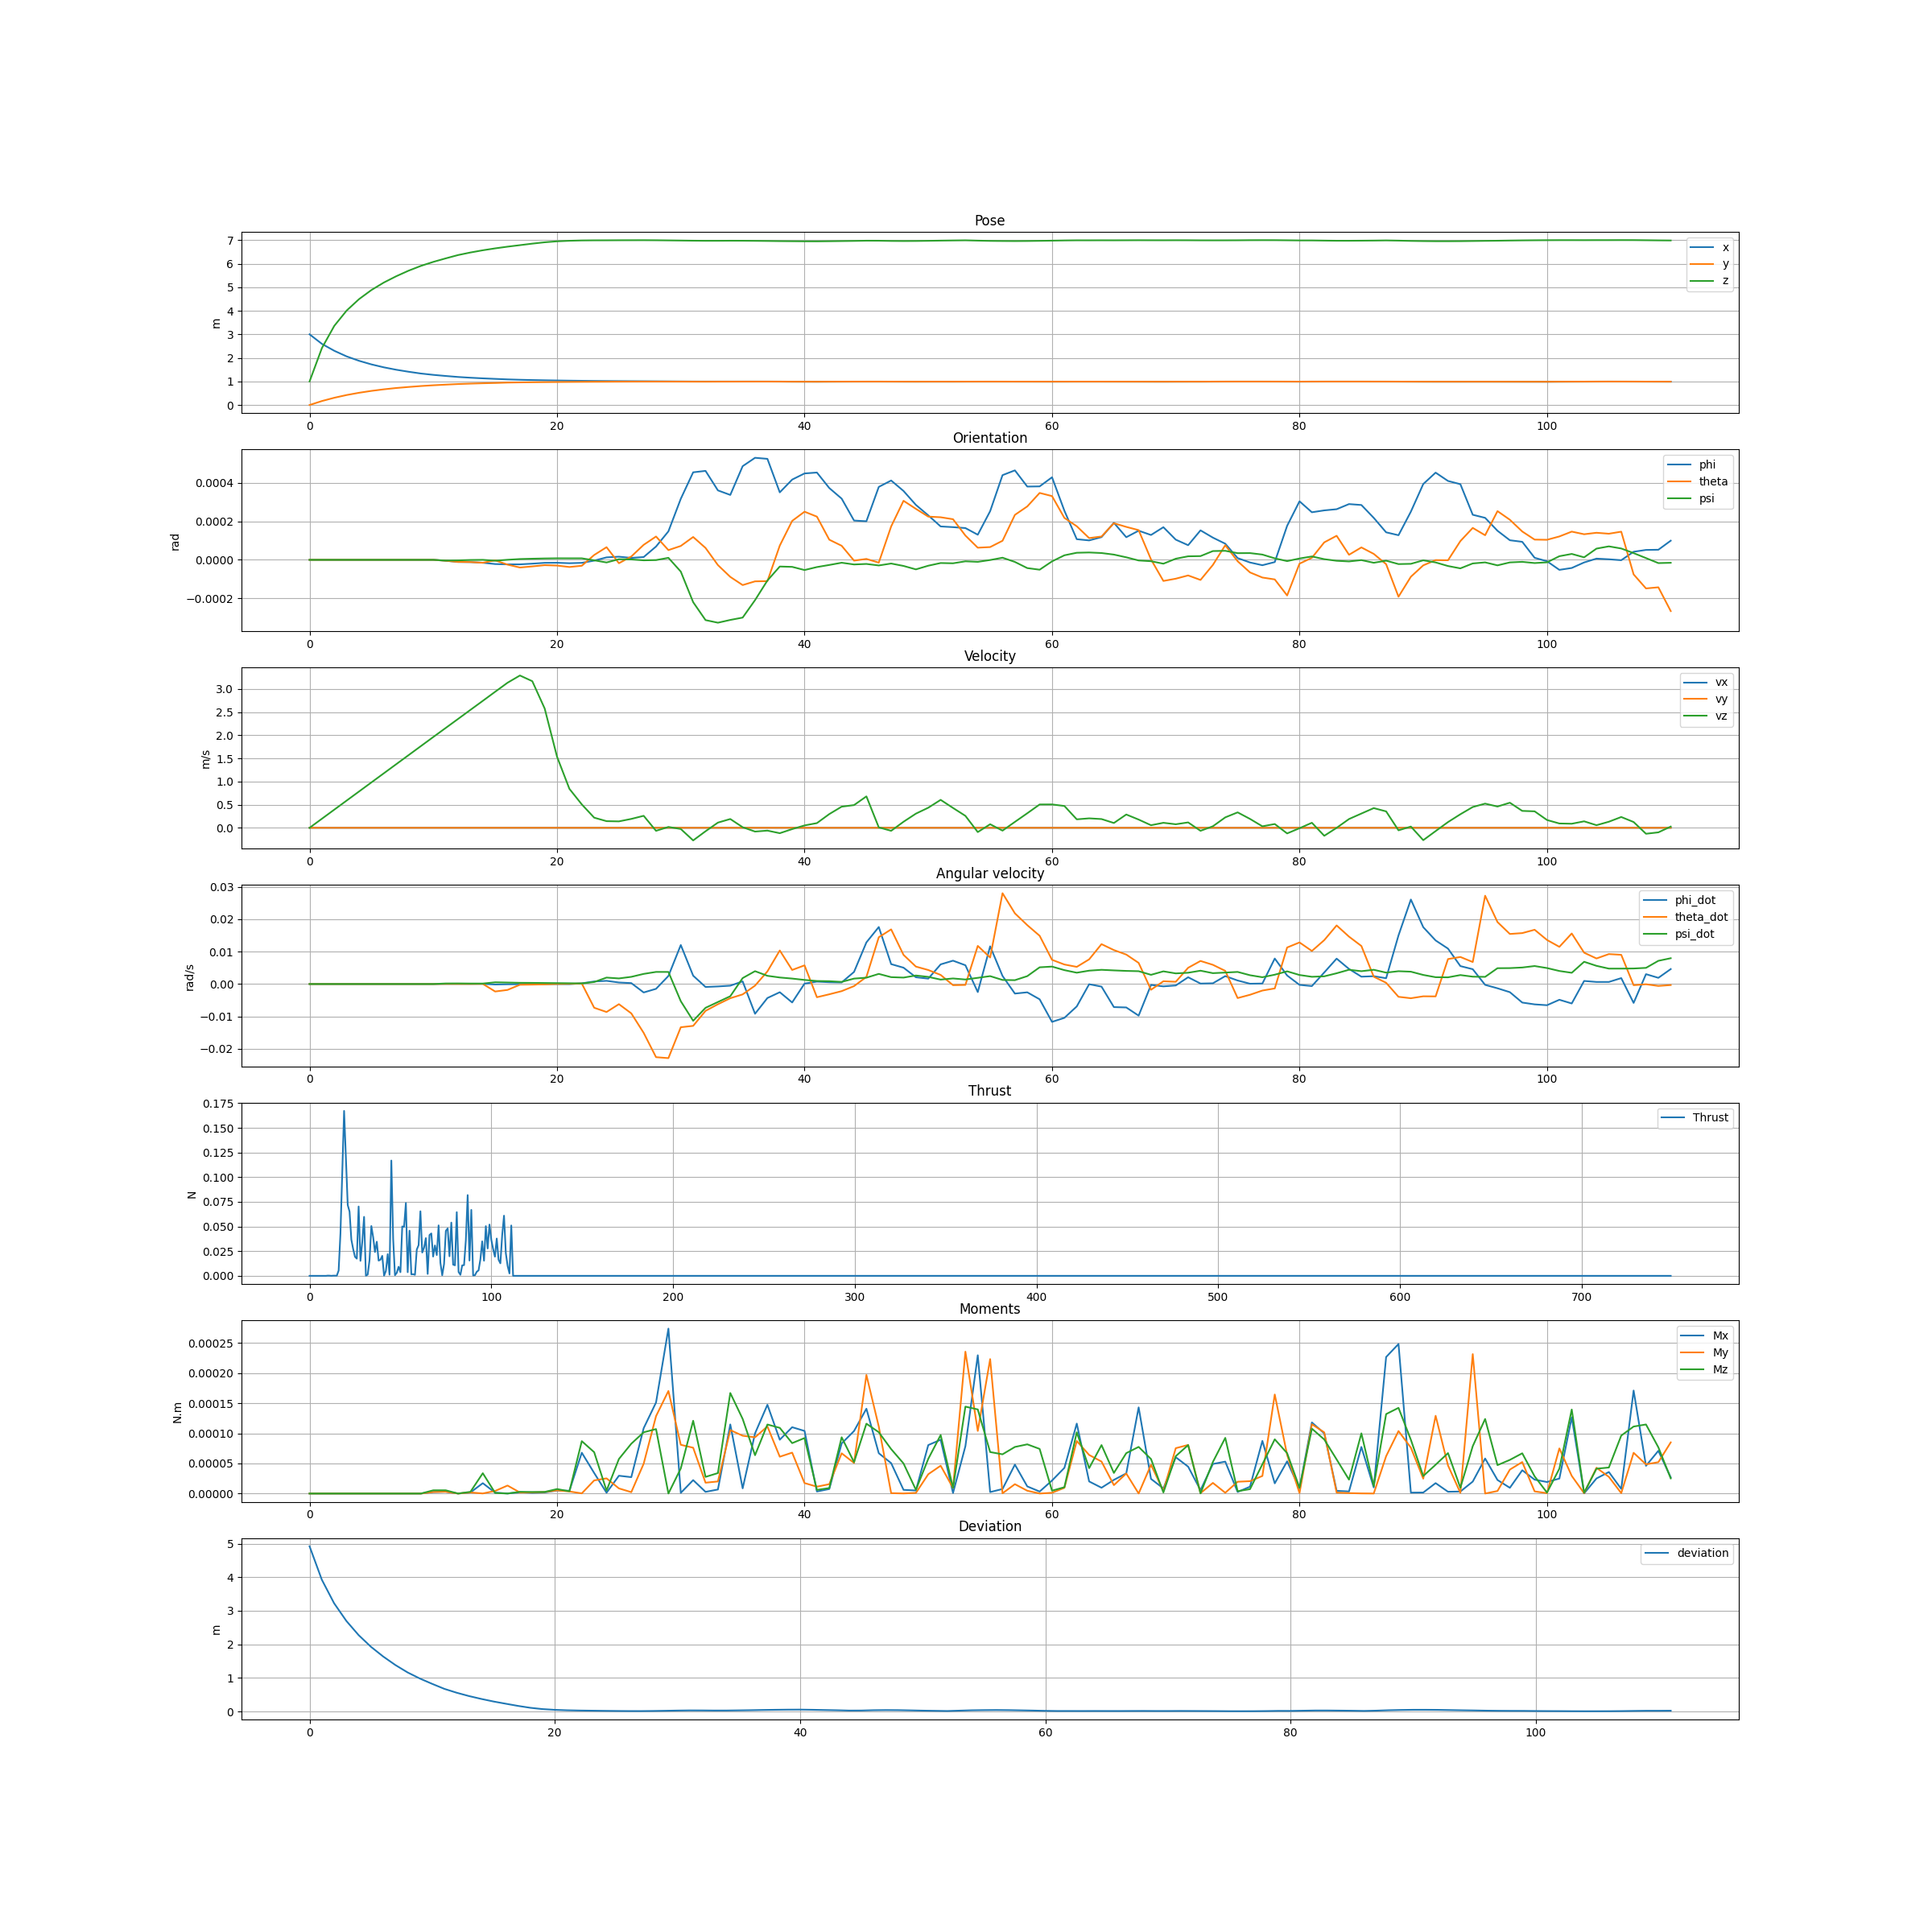 Pose
7
6
5
4
3
2
1
0
m
x
y
z
0 20 40 60 80 100
Orientation
0.0004
0.0002
0.0000
−0.0002
rad
phi
theta
psi
0 20 40 60 80 100
Velocity
3.0
2.5
2.0
1.5
1.0
0.5
0.0
m/s
vx
vy
vz
0 20 40 60 80 100
Angular velocity
0.03
0.02
0.01
0.00
−0.01
−0.02
rad/s
phi_dot
theta_dot
psi_dot
0 20 40 60 80 100
Thrust
0.175
0.150
0.125
0.100
0.075
0.050
0.025
0.000
N
Thrust
0 100 200 300 400 500 600 700
Moments
0.00025
0.00020
0.00015
0.00010
0.00005
0.00000
N.m
Mx
My
Mz
0 20 40 60 80 100
Deviation
5
4
3
2
1
0
m
deviation
0 20 40 60 80 100